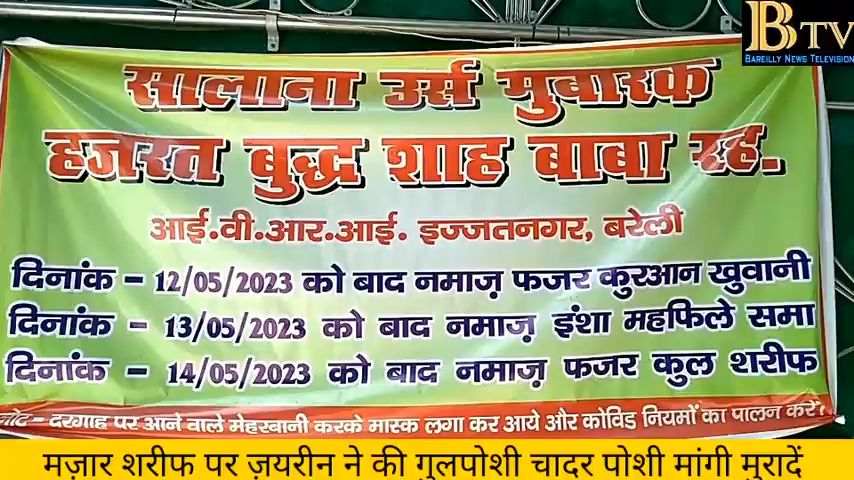 BTV
BAREILLY NEWS TELEVISION
सालाना उर्स मुबारक
हजरत बुद्ध शाह बाबा रह.
आई.वी.आर.आई. इज्जतनगर, बरेली
दिनांक - 12/05/2023 को बाद नमाज़ फजर कुरआन खुवानी
दिनांक - 13/05/2023 को बाद नमाज़ इंशा महफिले समा
दिनांक - 14/05/2023 को बाद नमाज़ फजर कुल शरीफ
नोट - दरगाह पर आने वाले मेहरबानी करके मास्क लगा कर आये और कोविड नियमों का पालन करें।
मज़ार शरीफ पर ज़यरीन ने की गुलपोशी चादर पोशी मांगी मुरादें